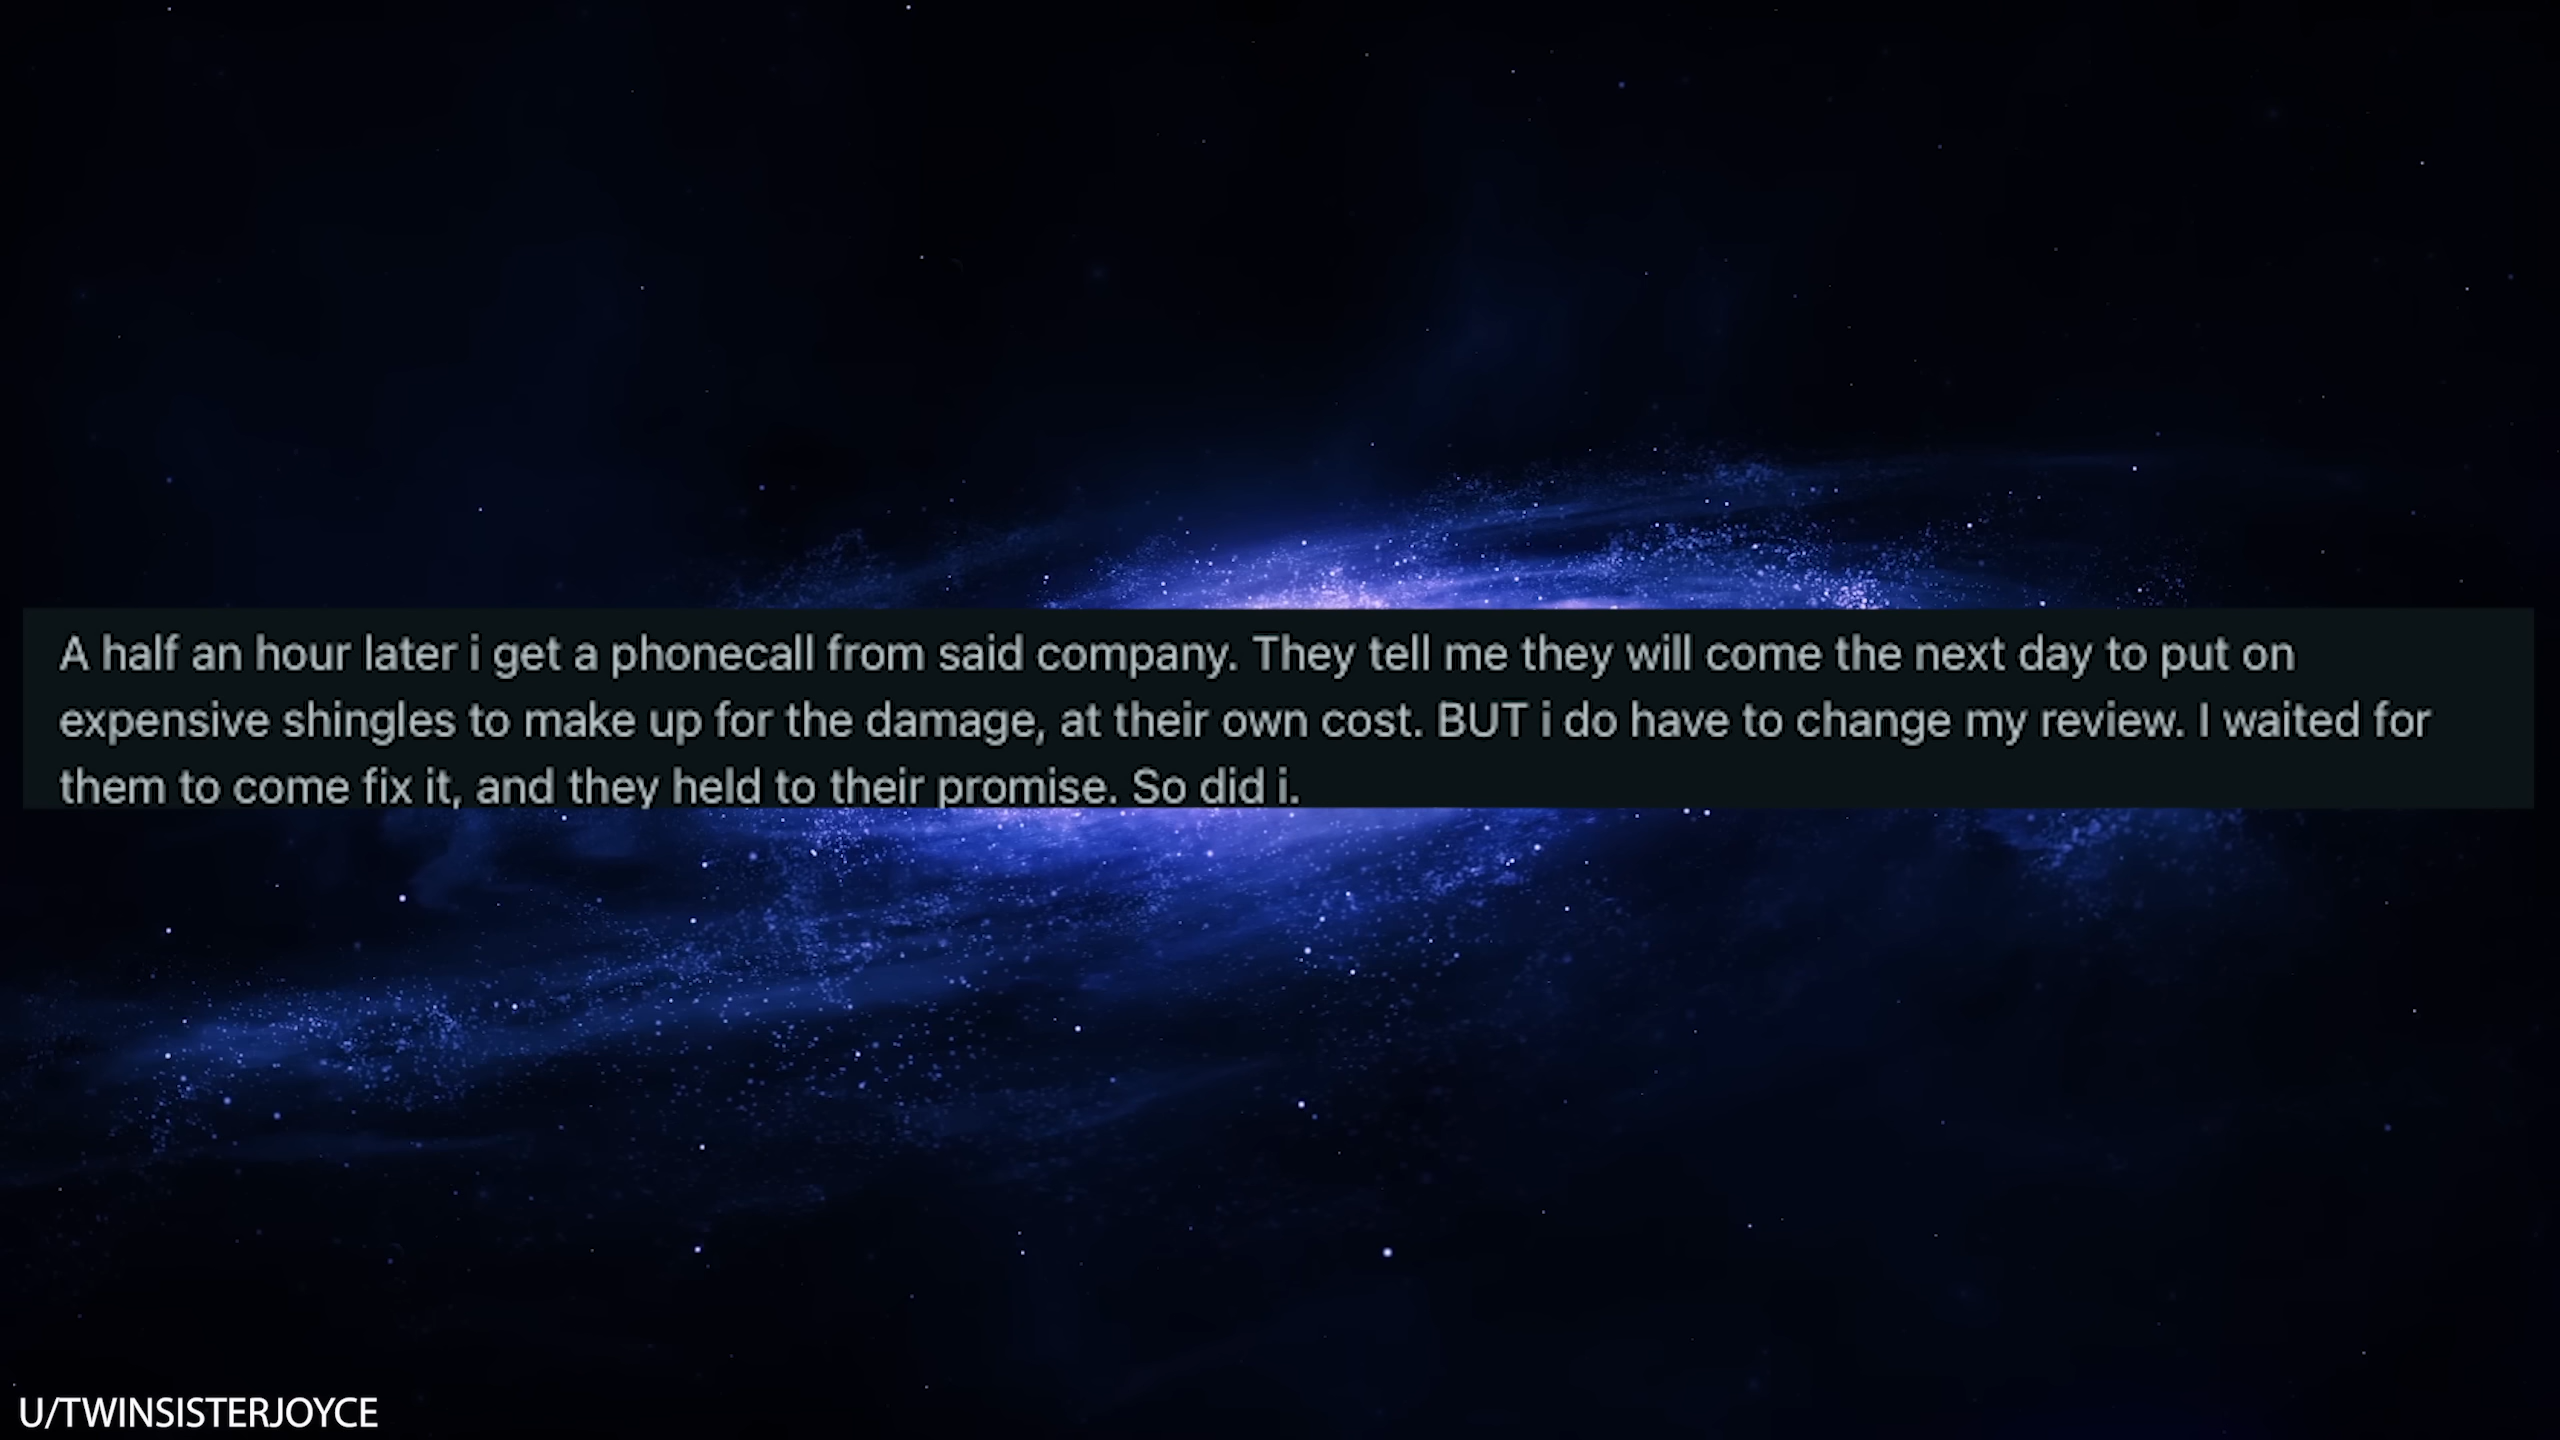 A half an hour later i get a phonecall from said company. They tell me they will come the next day to put on
expensive shingles to make up for the damage, at their own cost. BUT i do have to change my review. I waited for
them to come fix it, and they held to their promise. So did i.
U/TWINSISTERJOYCE